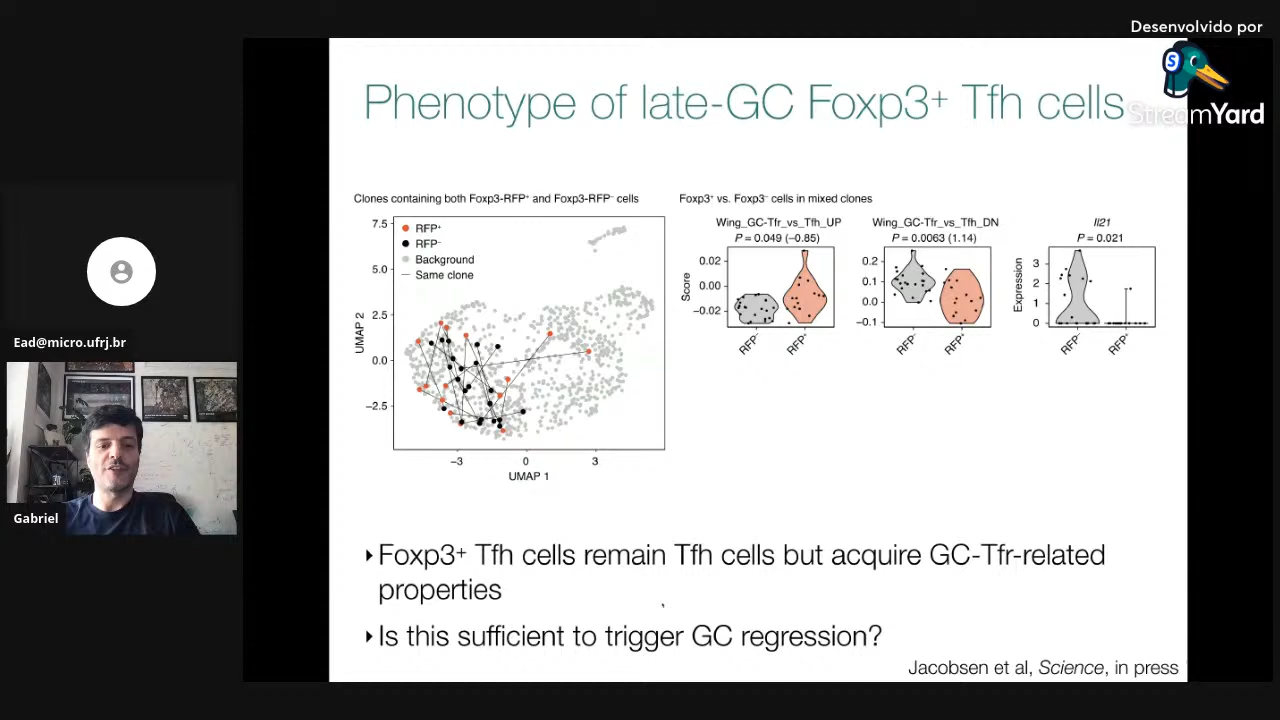 Desenvolvido por
StreamYard
Phenotype of late-GC Foxp3⁺ Tfh cells
Clones containing both Foxp3-RFP⁺ and Foxp3-RFP⁻ cells
7.5
5.0
2.5
0.0
−2.5
UMAP 2
RFP⁺
RFP⁻
Background
Same clone
−3
0
3
UMAP 1
Foxp3⁺ vs. Foxp3⁻ cells in mixed clones
Wing_GC-Tfr_vs_Tfh_UP
P = 0.049 (−0.85)
Score
0.02
0.00
−0.02
RFP⁻
RFP⁺
Wing_GC-Tfr_vs_Tfh_DN
P = 0.0063 (1.14)
0.2
0.1
0.0
−0.1
RFP⁻
RFP⁺
Il21
P = 0.021
Expression
3
2
1
0
RFP⁻
RFP⁺
Ead@micro.ufrj.br
Gabriel
Foxp3⁺ Tfh cells remain Tfh cells but acquire GC-Tfr-related
properties
Is this sufficient to trigger GC regression?
Jacobsen et al, Science, in press